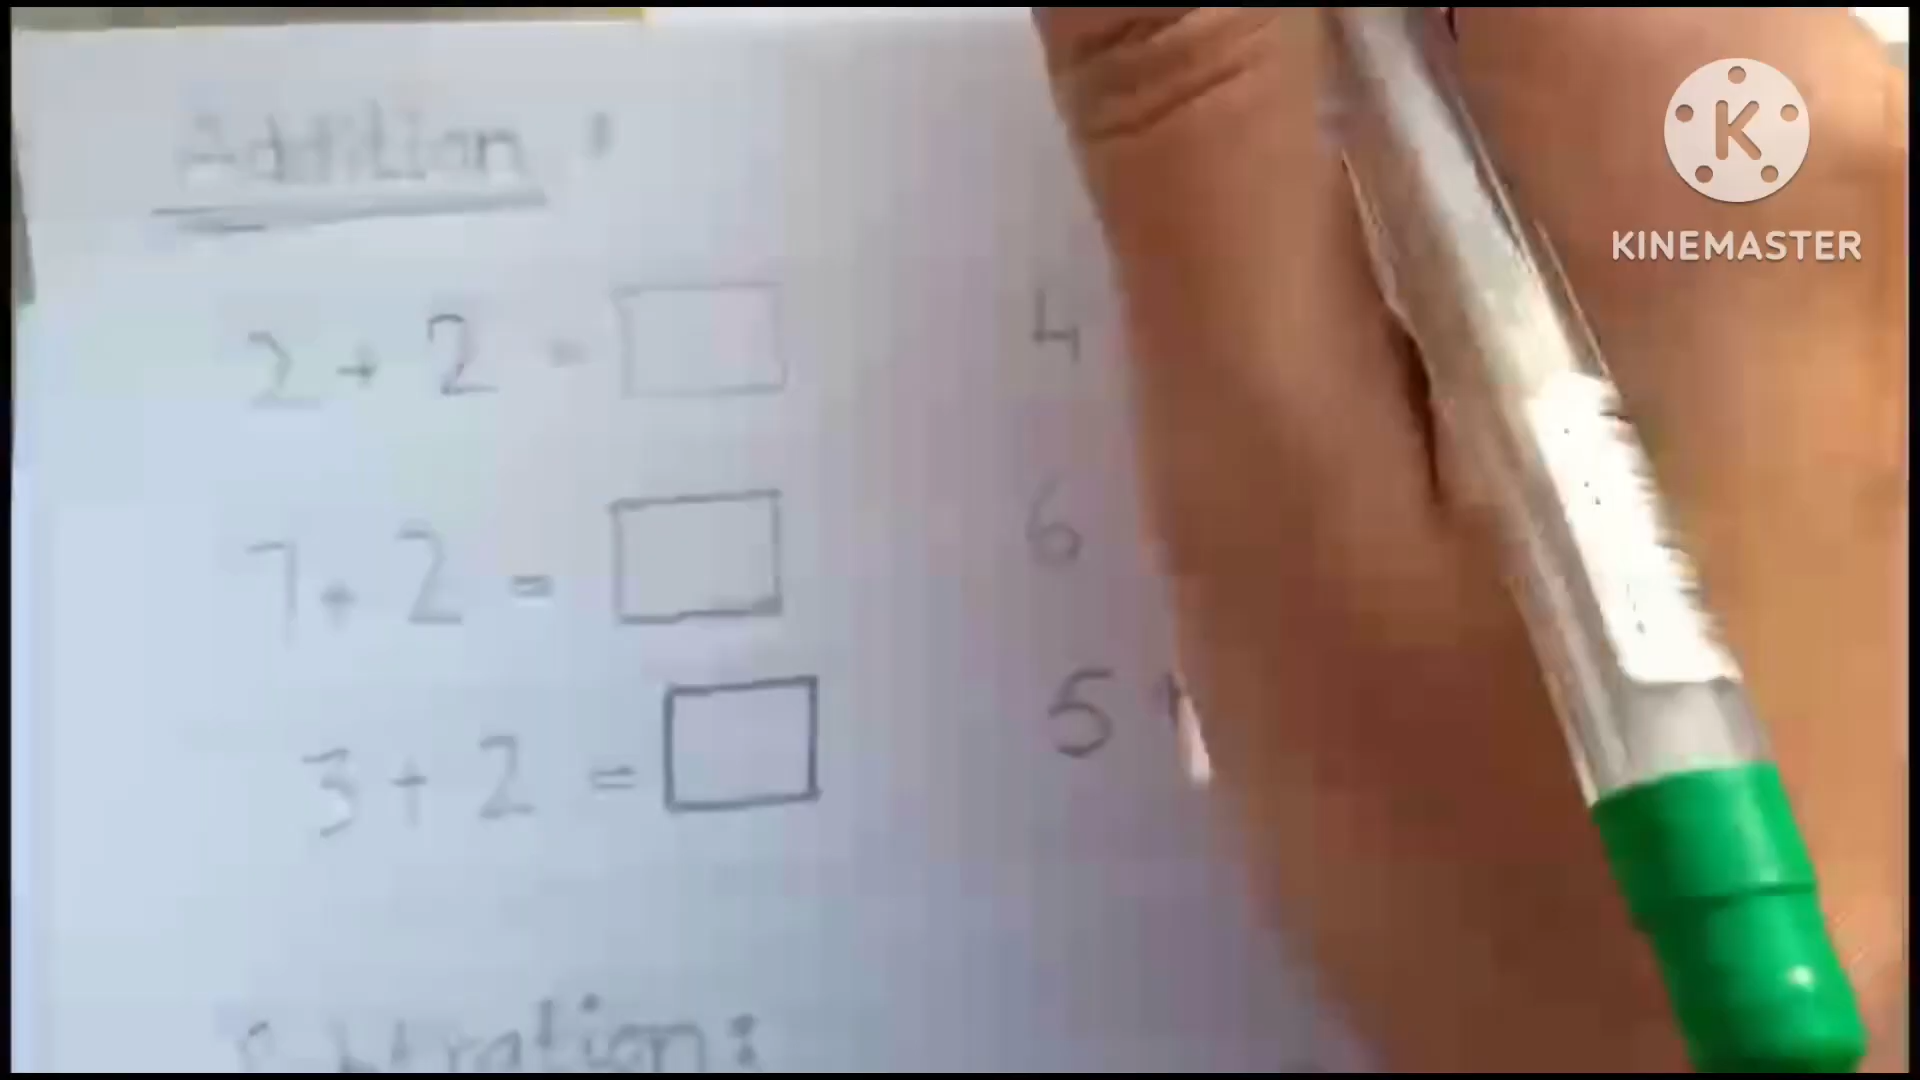 Addition :
K
KINEMASTER
2 + 2 = 4
7 + 2 = 6
3 + 2 = 5 +